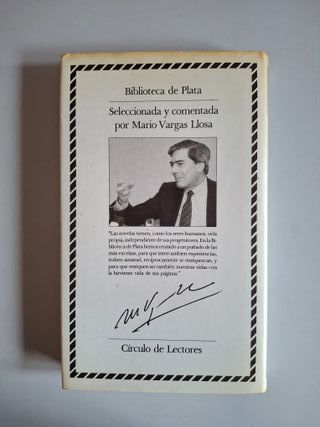 Biblioteca de Plata
Seleccionada y comentada
por Mario Vargas Llosa
"Las novelas tienen, como los seres humanos, vida
propia, independiente de sus progenitores. En la Bi-
blioteca de Plata hemos reunido a un puñado de las
más excelsas, para que intercambien experiencias,
traben amistad, recíprocamente se enriquezcan, y
para que enriquezcan también nuestras vidas con
la hirviente vida de sus páginas."
Círculo de Lectores